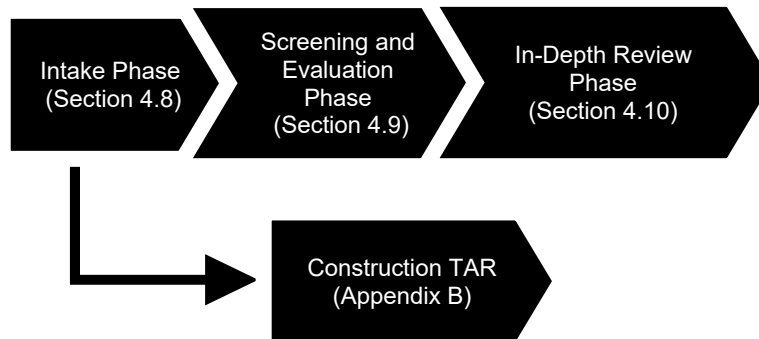 Intake Phase
(Section 4.8)
Screening and
Evaluation
Phase
(Section 4.9)
In-Depth Review
Phase
(Section 4.10)
Construction TAR
(Appendix B)